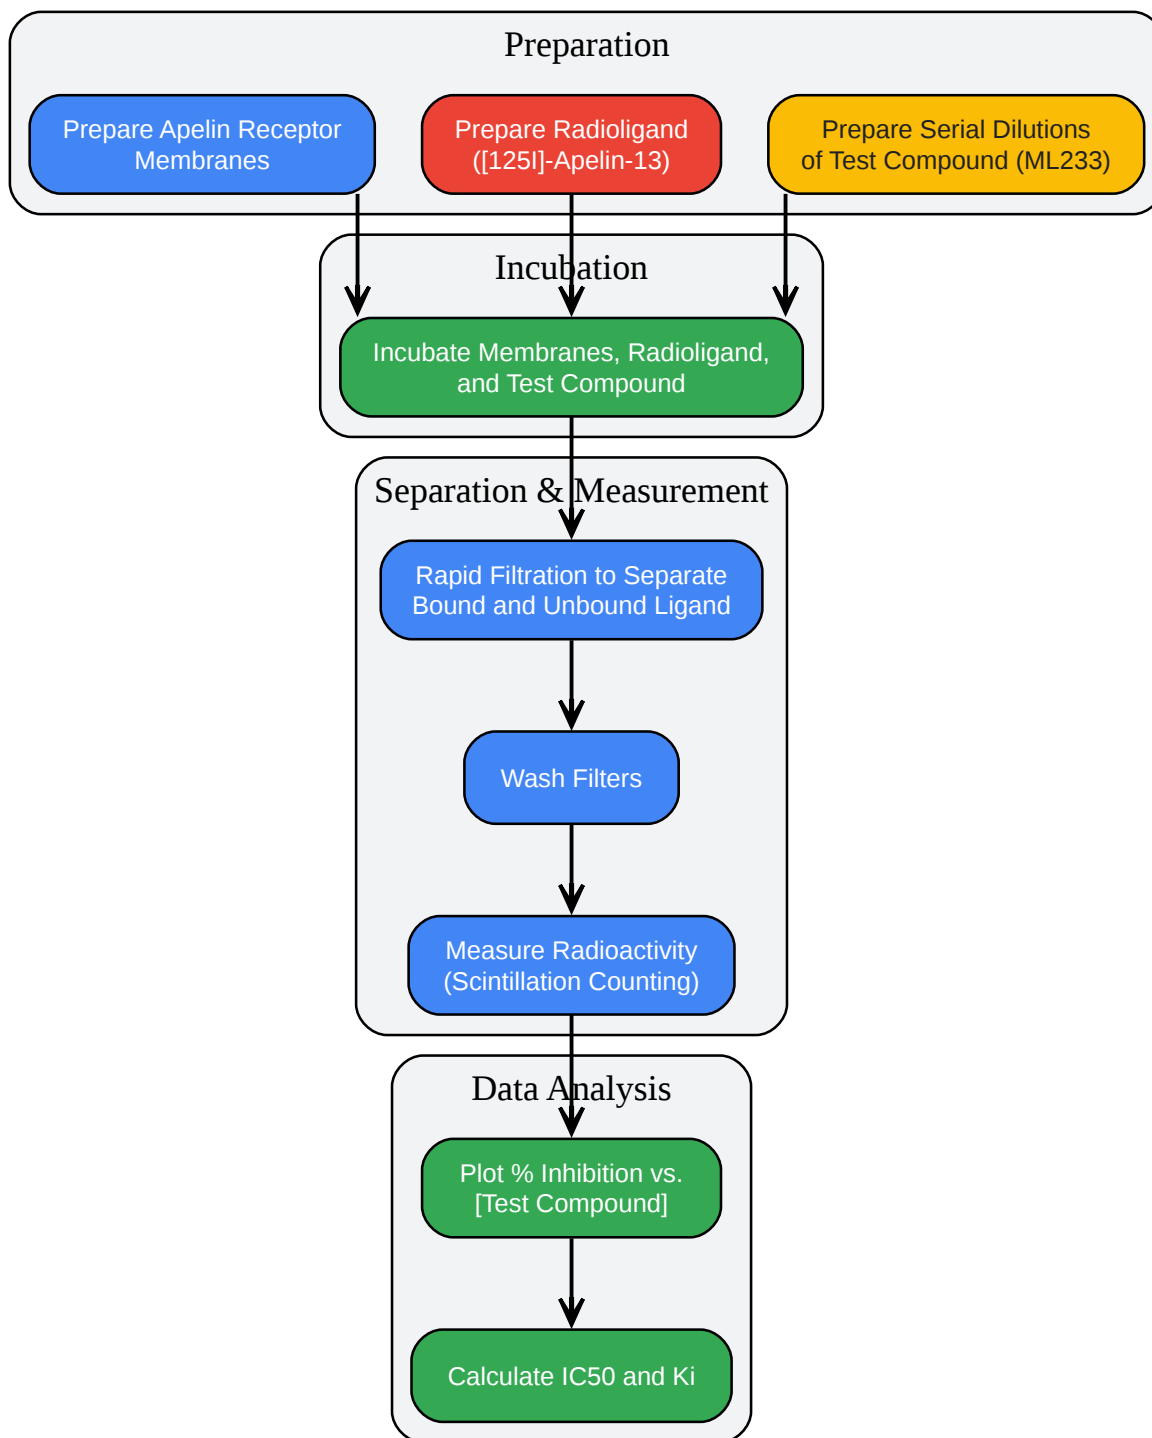 Preparation
Prepare Apelin Receptor
Membranes
Prepare Radioligand
([125I]-Apelin-13)
Prepare Serial Dilutions
of Test Compound (ML233)
Incubation
Incubate Membranes, Radioligand,
and Test Compound
Separation & Measurement
Rapid Filtration to Separate
Bound and Unbound Ligand
Wash Filters
Measure Radioactivity
(Scintillation Counting)
Data Analysis
Plot % Inhibition vs.
[Test Compound]
Calculate IC50 and Ki